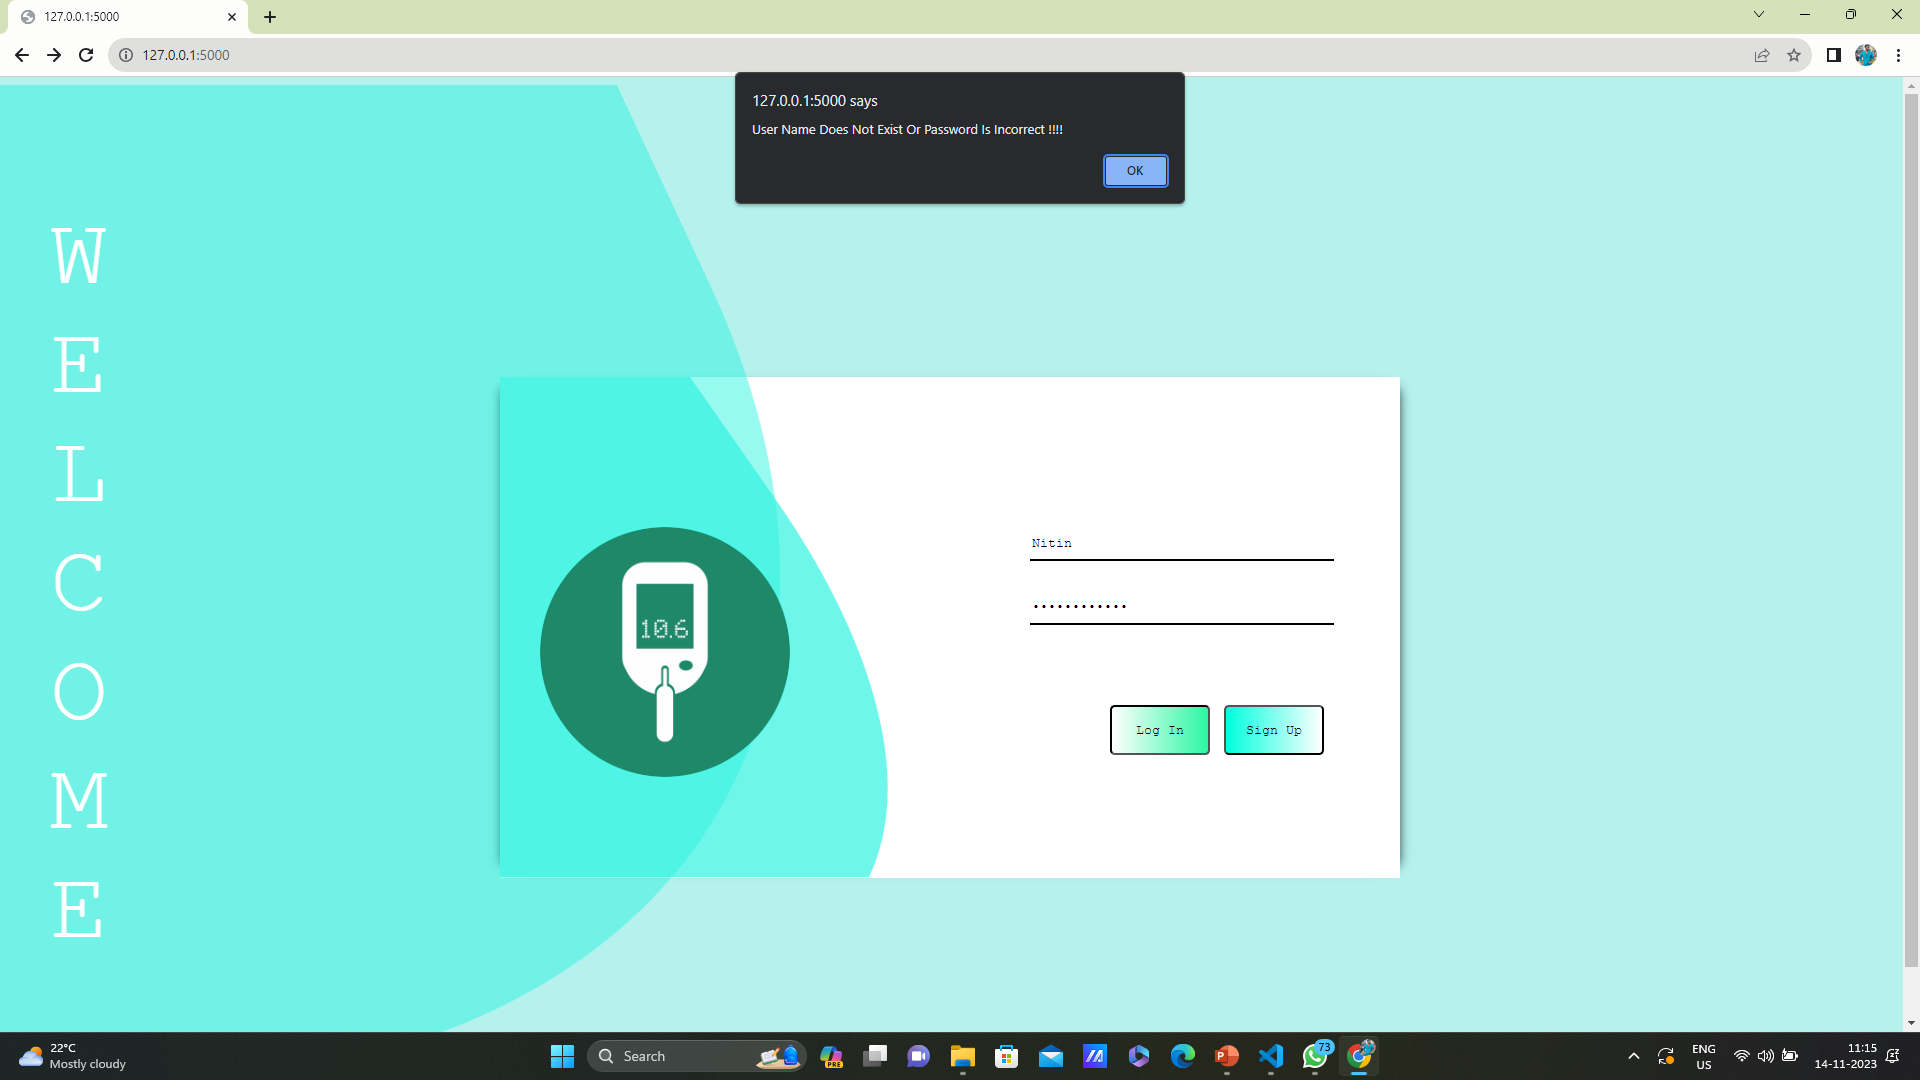 127.0.0.1:5000
127.0.0.1:5000
127.0.0.1:5000 says
User Name Does Not Exist Or Password Is Incorrect !!!!
OK
W
E
L
C
O
M
E
10.6
Nitin
••••••••••••
Log In
Sign Up
22°C
Mostly cloudy
Search
PRE
73
ENG
US
11:15
14-11-2023